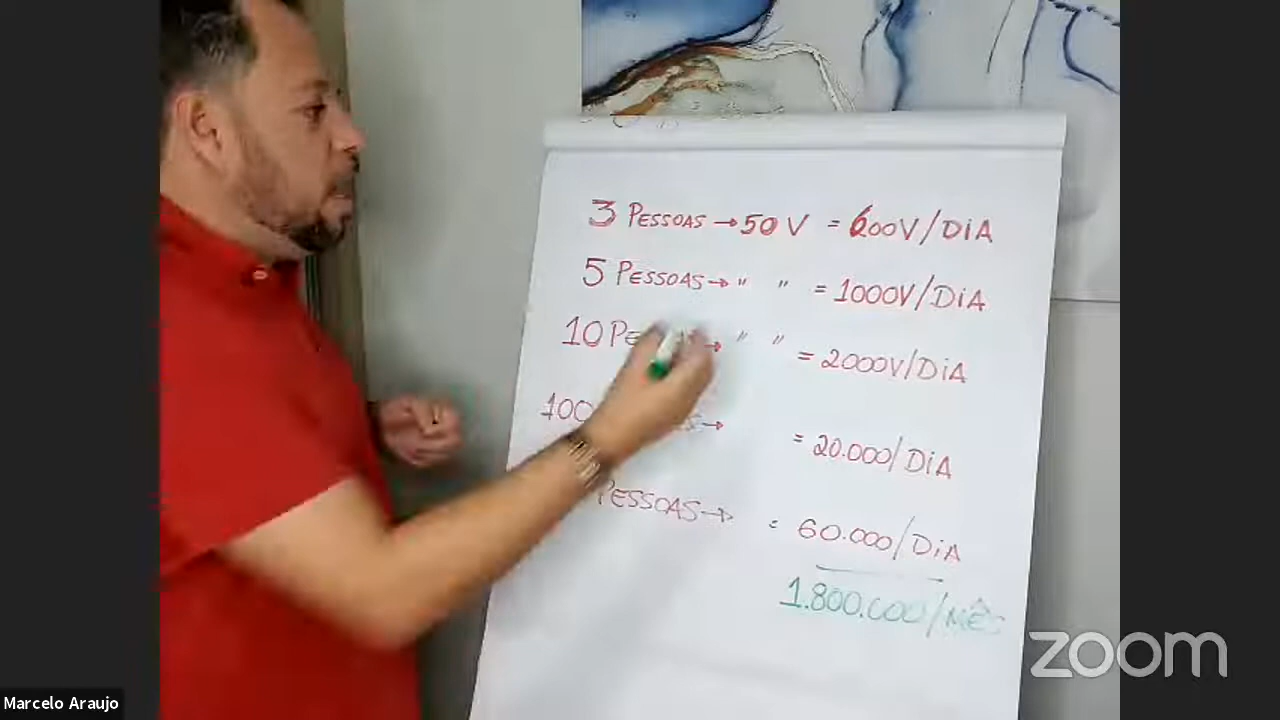 3 PESSOAS → 50 V = 600V/DIA
5 PESSOAS → " " = 1000V/DIA
10 → " " = 2000V/DIA
100 → = 20.000/DIA
PESSOAS → = 60.000/DIA
1.800.000/MÊS
zoom
Marcelo Araujo